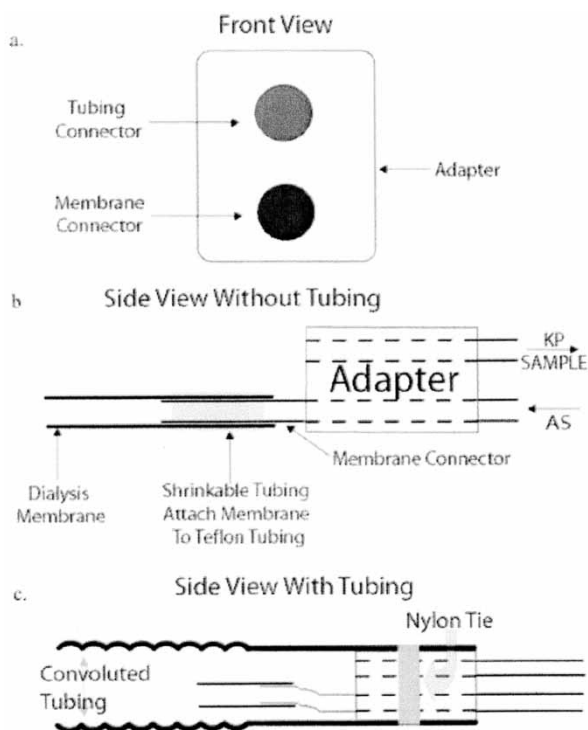 Front View
a.
Tubing
Connector
Adapter
Membrane
Connector
b
Side View Without Tubing
KP
SAMPLE
Adapter
AS
Membrane Connector
Dialysis
Membrane
Shrinkable Tubing
Attach Membrane
To Teflon Tubing
c.
Side View With Tubing
Nylon Tie
Convoluted
Tubing